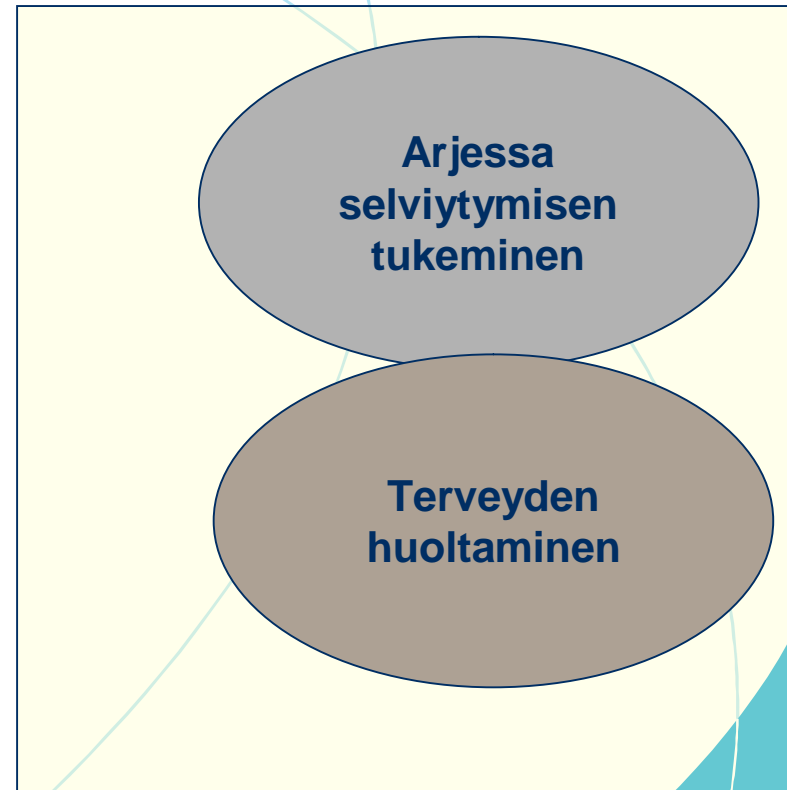 Arjessa
selviytymisen
tukeminen
Terveyden
huoltaminen